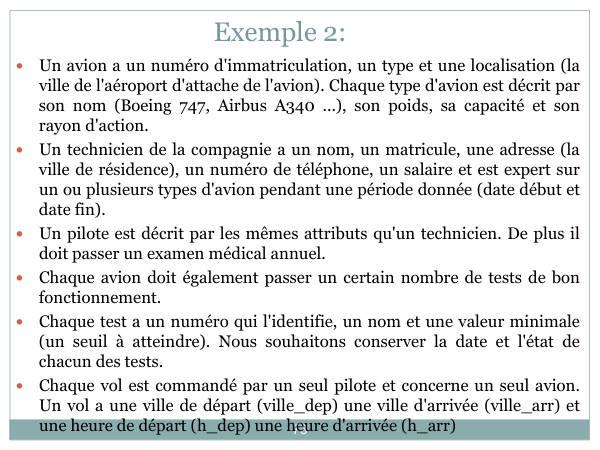 Exemple 2:
• Un avion a un numéro d'immatriculation, un type et une localisation (la
ville de l'aéroport d'attache de l'avion). Chaque type d'avion est décrit par
son nom (Boeing 747, Airbus A340 ...), son poids, sa capacité et son
rayon d'action.
• Un technicien de la compagnie a un nom, un matricule, une adresse (la
ville de résidence), un numéro de téléphone, un salaire et est expert sur
un ou plusieurs types d'avion pendant une période donnée (date début et
date fin).
• Un pilote est décrit par les mêmes attributs qu'un technicien. De plus il
doit passer un examen médical annuel.
• Chaque avion doit également passer un certain nombre de tests de bon
fonctionnement.
• Chaque test a un numéro qui l'identifie, un nom et une valeur minimale
(un seuil à atteindre). Nous souhaitons conserver la date et l'état de
chacun des tests.
• Chaque vol est commandé par un seul pilote et concerne un seul avion.
Un vol a une ville de départ (ville_dep) une ville d'arrivée (ville_arr) et
une heure de départ (h_dep) une heure d'arrivée (h_arr)